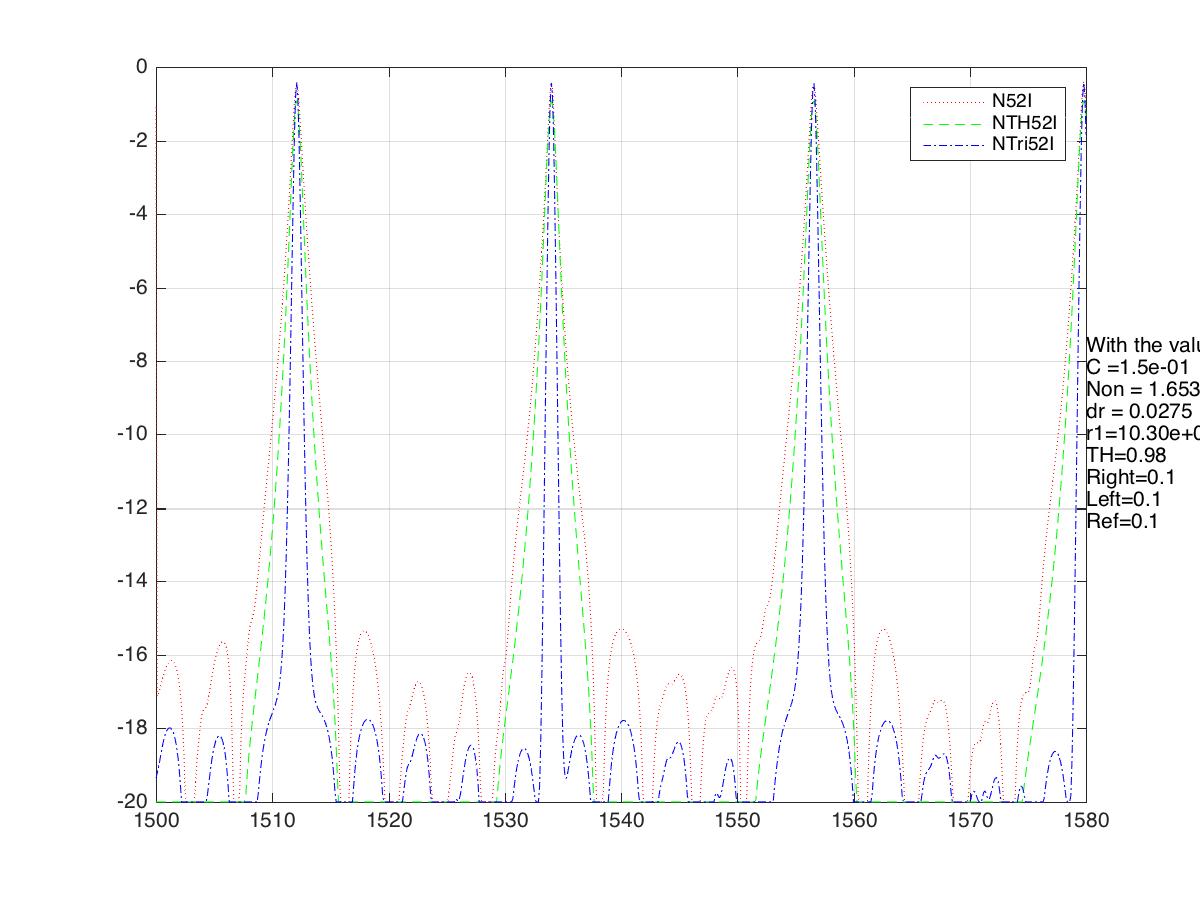 0
-2
-4
-6
-8
-10
-12
-14
-16
-18
-20
1500 1510 1520 1530 1540 1550 1560 1570 1580
N52I
NTH52I
NTri52I
With the
C =1.5e-01
Non = 1.653
dr = 0.0275
r1=10.30e+0
TH=0.98
Right=0.1
Left=0.1
Ref=0.1